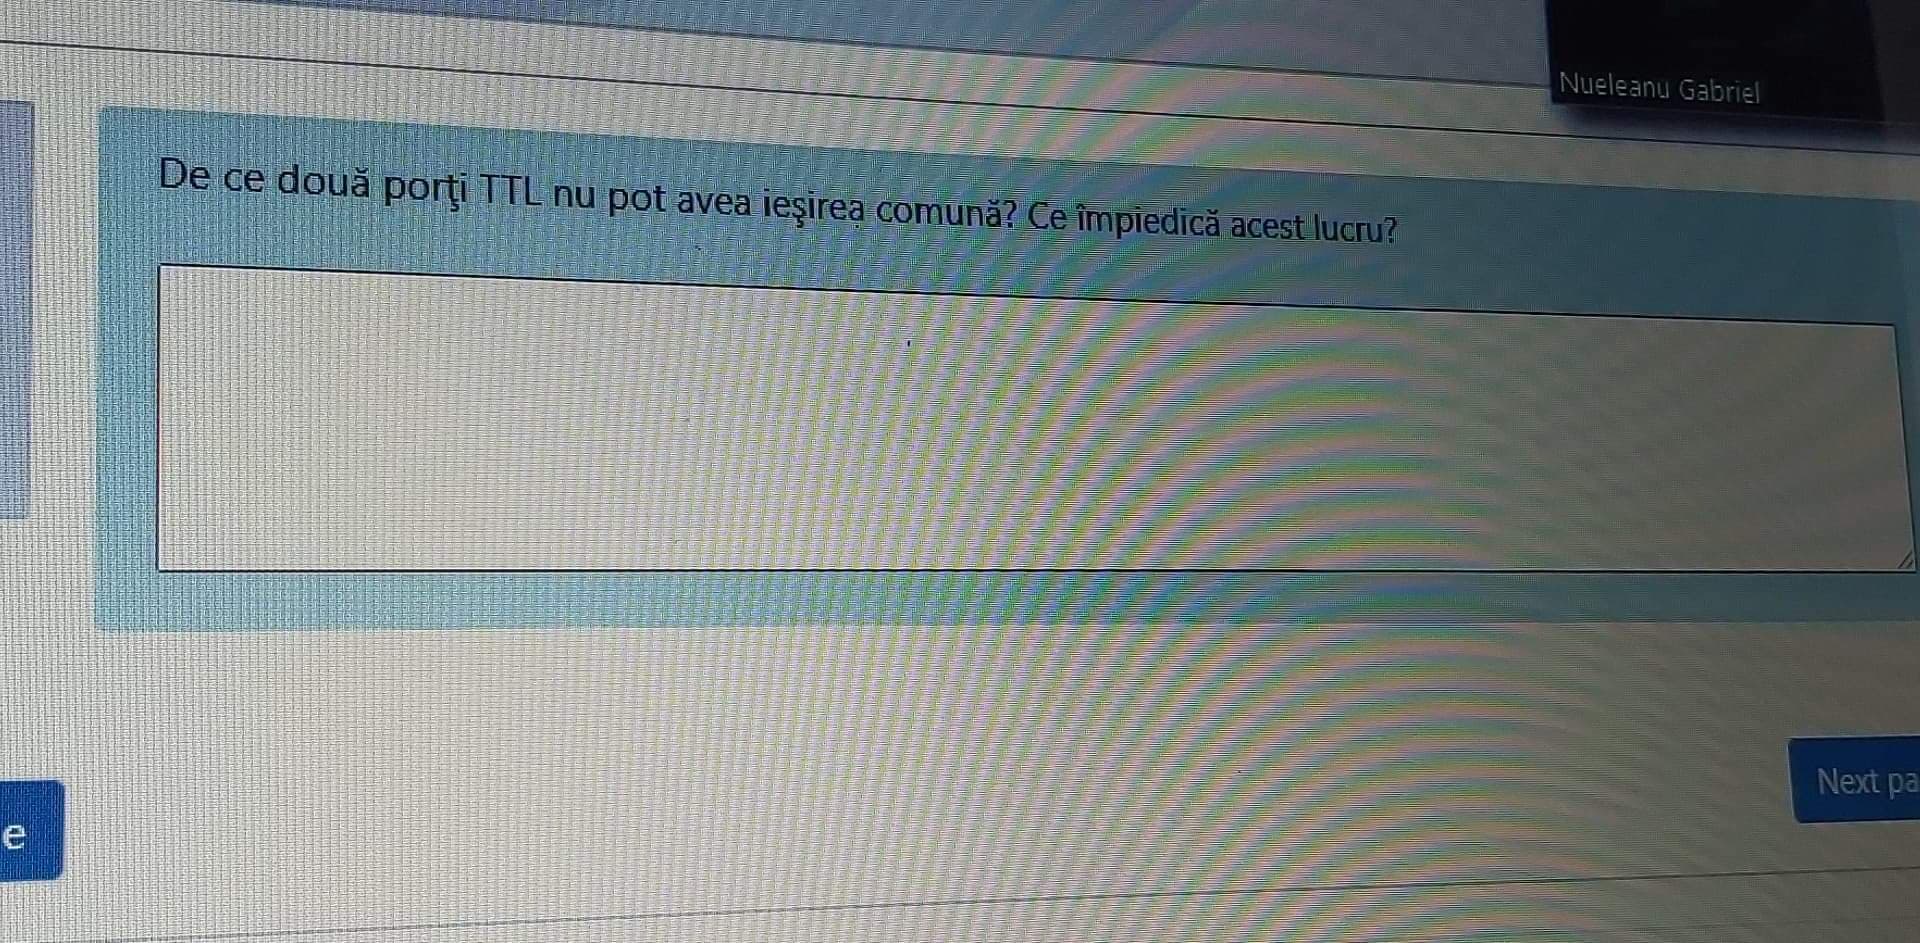 Nueleanu Gabriel
De ce două porţi TTL nu pot avea ieşirea comună? Ce împiedică acest lucru?
Next pa
e